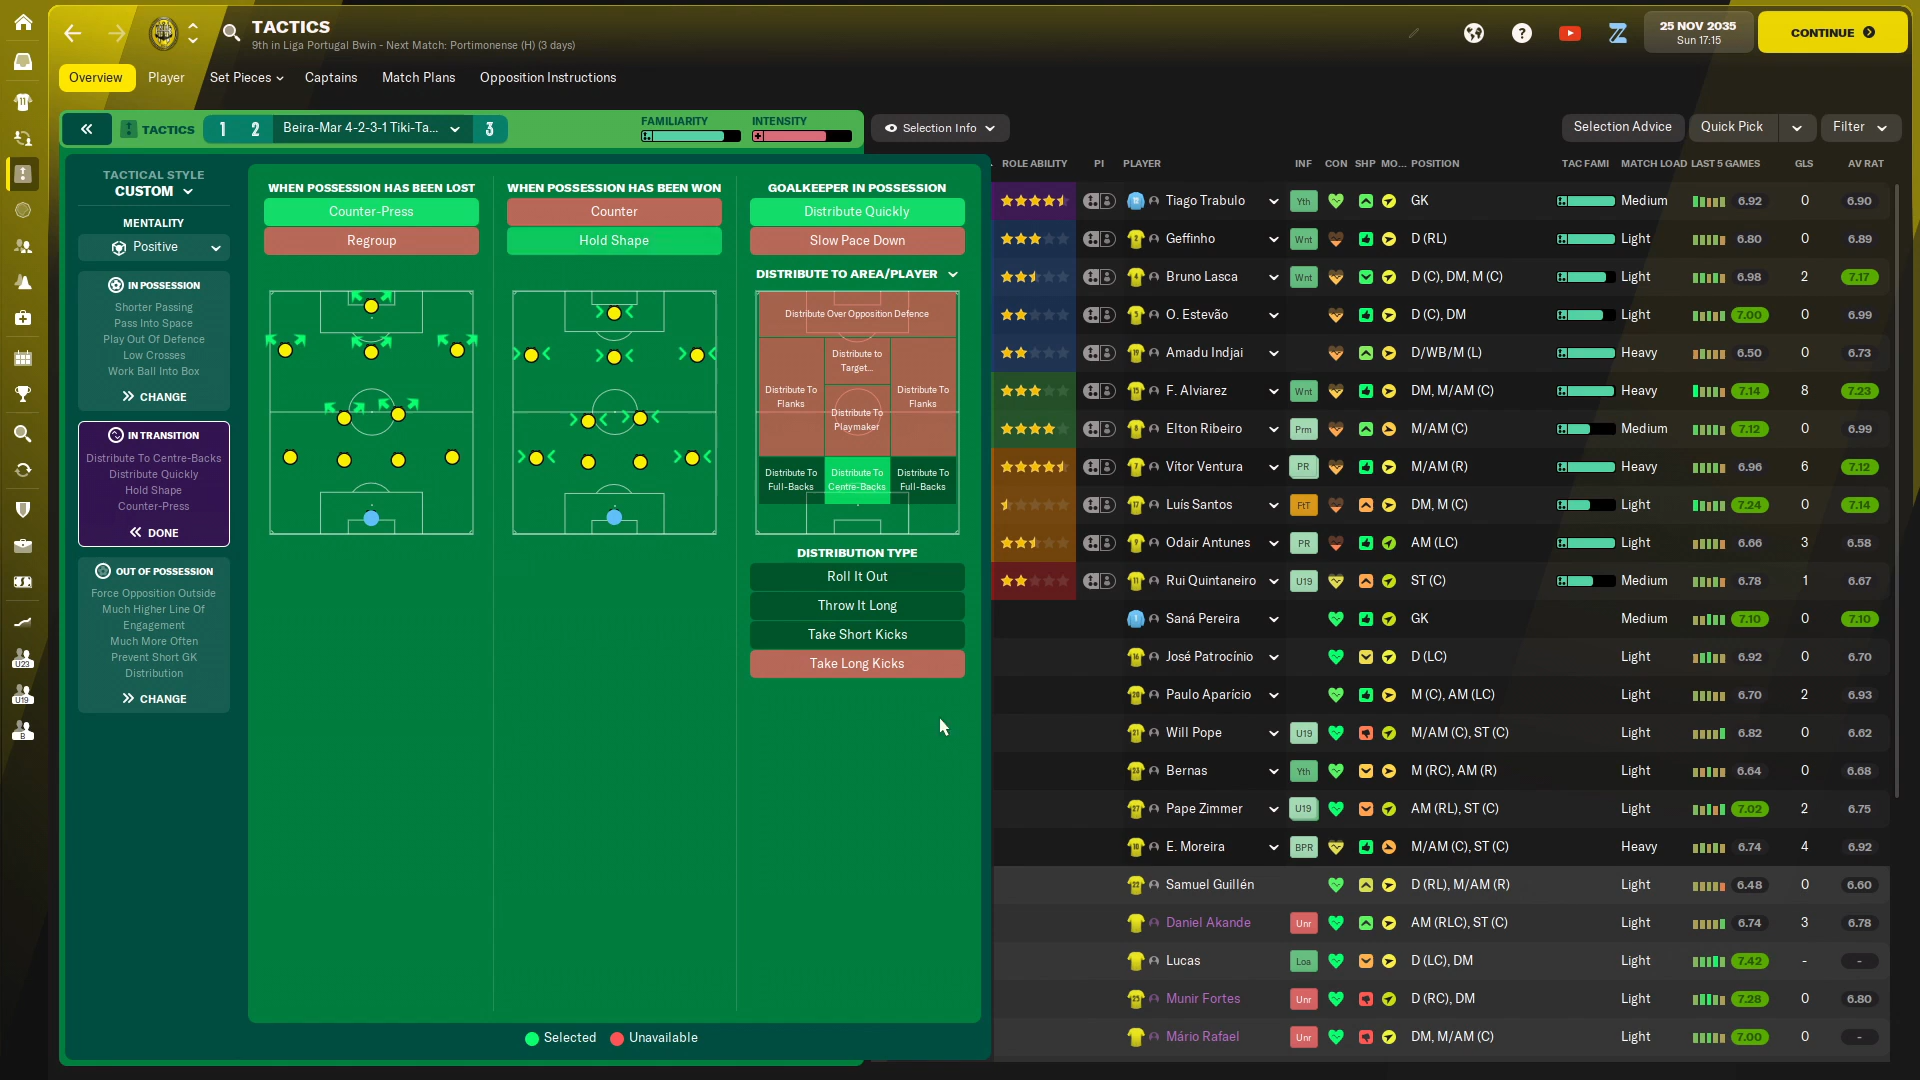 TACTICS
9th in Liga Portugal Bwin - Next Match: Portimonense (H) (3 days)
25 NOV 2035
Sun 17:15
CONTINUE
Overview
Player
Set Pieces
Captains
Match Plans
Opposition Instructions
TACTICS
1
2
Beira-Mar 4-2-3-1 Tiki-Ta...
3
FAMILIARITY
INTENSITY
Selection Info
Selection Advice
Quick Pick
Filter
TACTICAL STYLE
CUSTOM
MENTALITY
Positive
IN POSSESSION
Shorter Passing
Pass Into Space
Play Out Of Defence
Low Crosses
Work Ball Into Box
CHANGE
IN TRANSITION
Distribute To Centre-Backs
Distribute Quickly
Hold Shape
Counter-Press
DONE
OUT OF POSSESSION
Force Opposition Outside
Much Higher Line Of
Engagement
Much More Often
Prevent Short GK
Distribution
CHANGE
WHEN POSSESSION HAS BEEN LOST
Counter-Press
Regroup
WHEN POSSESSION HAS BEEN WON
Counter
Hold Shape
GOALKEEPER IN POSSESSION
Distribute Quickly
Slow Pace Down
DISTRIBUTE TO AREA/PLAYER
Distribute Over Opposition Defence
Distribute to
Target...
Distribute To
Flanks
Distribute To
Flanks
Distribute To
Playmaker
Distribute To
Full-Backs
Distribute To
Centre-Backs
Distribute To
Full-Backs
DISTRIBUTION TYPE
Roll It Out
Throw It Long
Take Short Kicks
Take Long Kicks
Selected
Unavailable
ROLE ABILITY PI PLAYER INF CON SHP MO... POSITION TAC FAMI MATCH LOAD LAST 5 GAMES GLS AV RAT
Tiago Trabulo Yth GK Medium 6.92 0 6.90
Geffinho Wnt D (RL) Light 6.80 0 6.89
Bruno Lasca Wnt D (C), DM, M (C) Light 6.98 2 7.17
O. Estevão D (C), DM Light 7.00 0 6.99
Amadu Indjai D/WB/M (L) Heavy 6.50 0 6.73
F. Alviarez Wnt DM, M/AM (C) Heavy 7.14 8 7.23
Elton Ribeiro Prm M/AM (C) Medium 7.12 0 6.99
Vítor Ventura PR M/AM (R) Heavy 6.96 6 7.12
Luís Santos FtT DM, M (C) Light 7.24 0 7.14
Odair Antunes PR AM (LC) Light 6.66 3 6.58
Rui Quintaneiro U19 ST (C) Medium 6.78 1 6.67
Saná Pereira GK Medium 7.10 0 7.10
José Patrocínio D (LC) Light 6.92 0 6.70
Paulo Aparício M (C), AM (LC) Light 6.70 2 6.93
Will Pope U19 M/AM (C), ST (C) Light 6.82 0 6.62
Bernas Yth M (RC), AM (R) Light 6.64 0 6.68
Pape Zimmer U19 AM (RL), ST (C) Light 7.02 2 6.75
E. Moreira BPR M/AM (C), ST (C) Heavy 6.74 4 6.92
Samuel Guillén D (RL), M/AM (R) Light 6.48 0 6.60
Daniel Akande Unr AM (RLC), ST (C) Light 6.74 3 6.78
Lucas Loa D (LC), DM Light 7.42 - -
Munir Fortes Unr D (RC), DM Light 7.28 0 6.80
Mário Rafael Unr DM, M/AM (C) Light 7.00 0 -
U23
U19
B